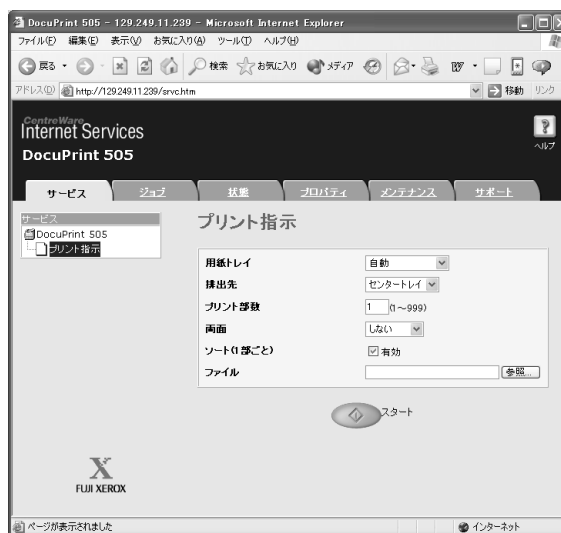 DocuPrint 505 - 129.249.11.239 - Microsoft Internet Explorer
ファイル(F) 編集(E) 表示(V) お気に入り(A) ツール(T) ヘルプ(H)
戻る 検索 お気に入り メディア
アドレス(D) http://129.249.11.239/srvc.htm 移動 リンク
CentreWare
Internet Services
DocuPrint 505
ヘルプ
サービス ジョブ 状態 プロパティ メンテナンス サポート
サービス
DocuPrint 505
プリント指示
プリント指示
用紙トレイ 自動
排出先 センタートレイ
プリント部数 1 (1～999)
両面 しない
ソート(1部ごと) 有効
ファイル 参照...
スタート
FUJI XEROX
ページが表示されました インターネット